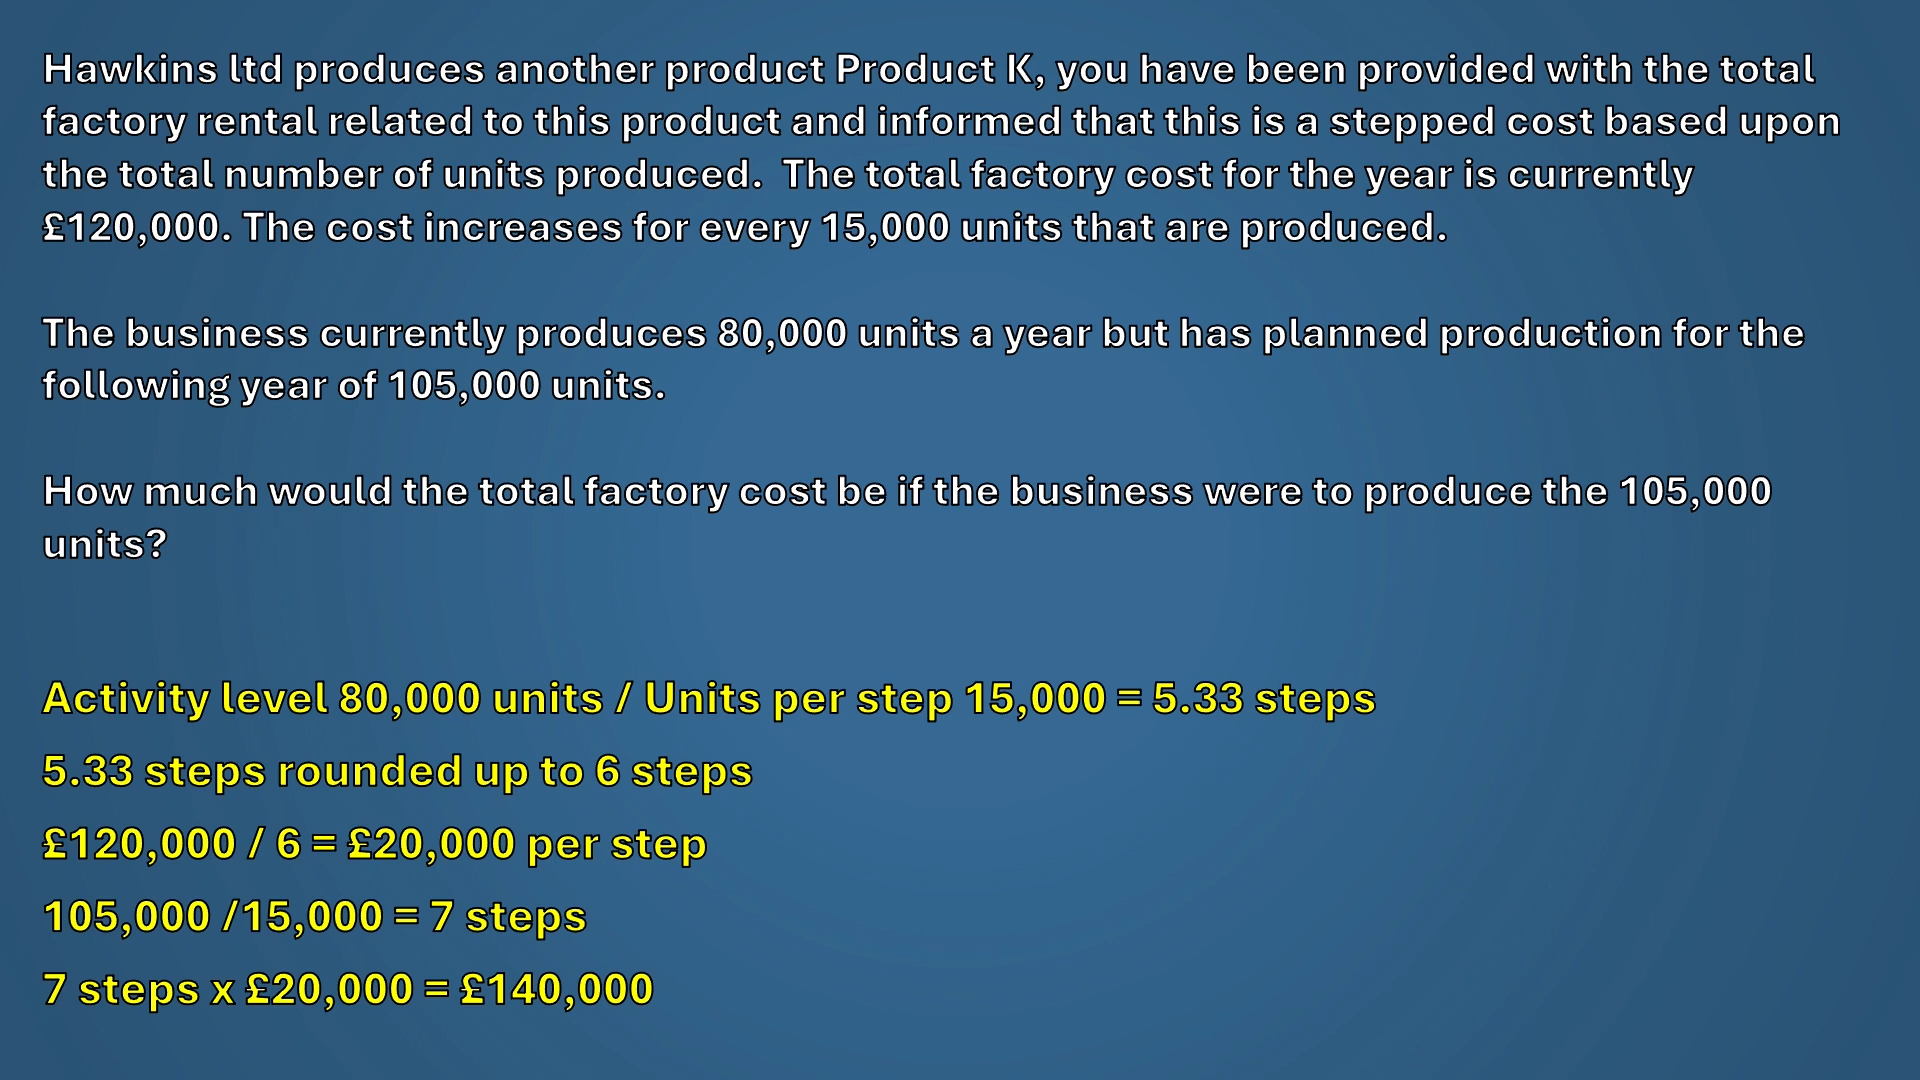 Hawkins ltd produces another product Product K, you have been provided with the total
factory rental related to this product and informed that this is a stepped cost based upon
the total number of units produced.  The total factory cost for the year is currently
£120,000. The cost increases for every 15,000 units that are produced.
The business currently produces 80,000 units a year but has planned production for the
following year of 105,000 units.
How much would the total factory cost be if the business were to produce the 105,000
units?
Activity level 80,000 units / Units per step 15,000 = 5.33 steps
5.33 steps rounded up to 6 steps
£120,000 / 6 = £20,000 per step
105,000 /15,000 = 7 steps
7 steps x £20,000 = £140,000